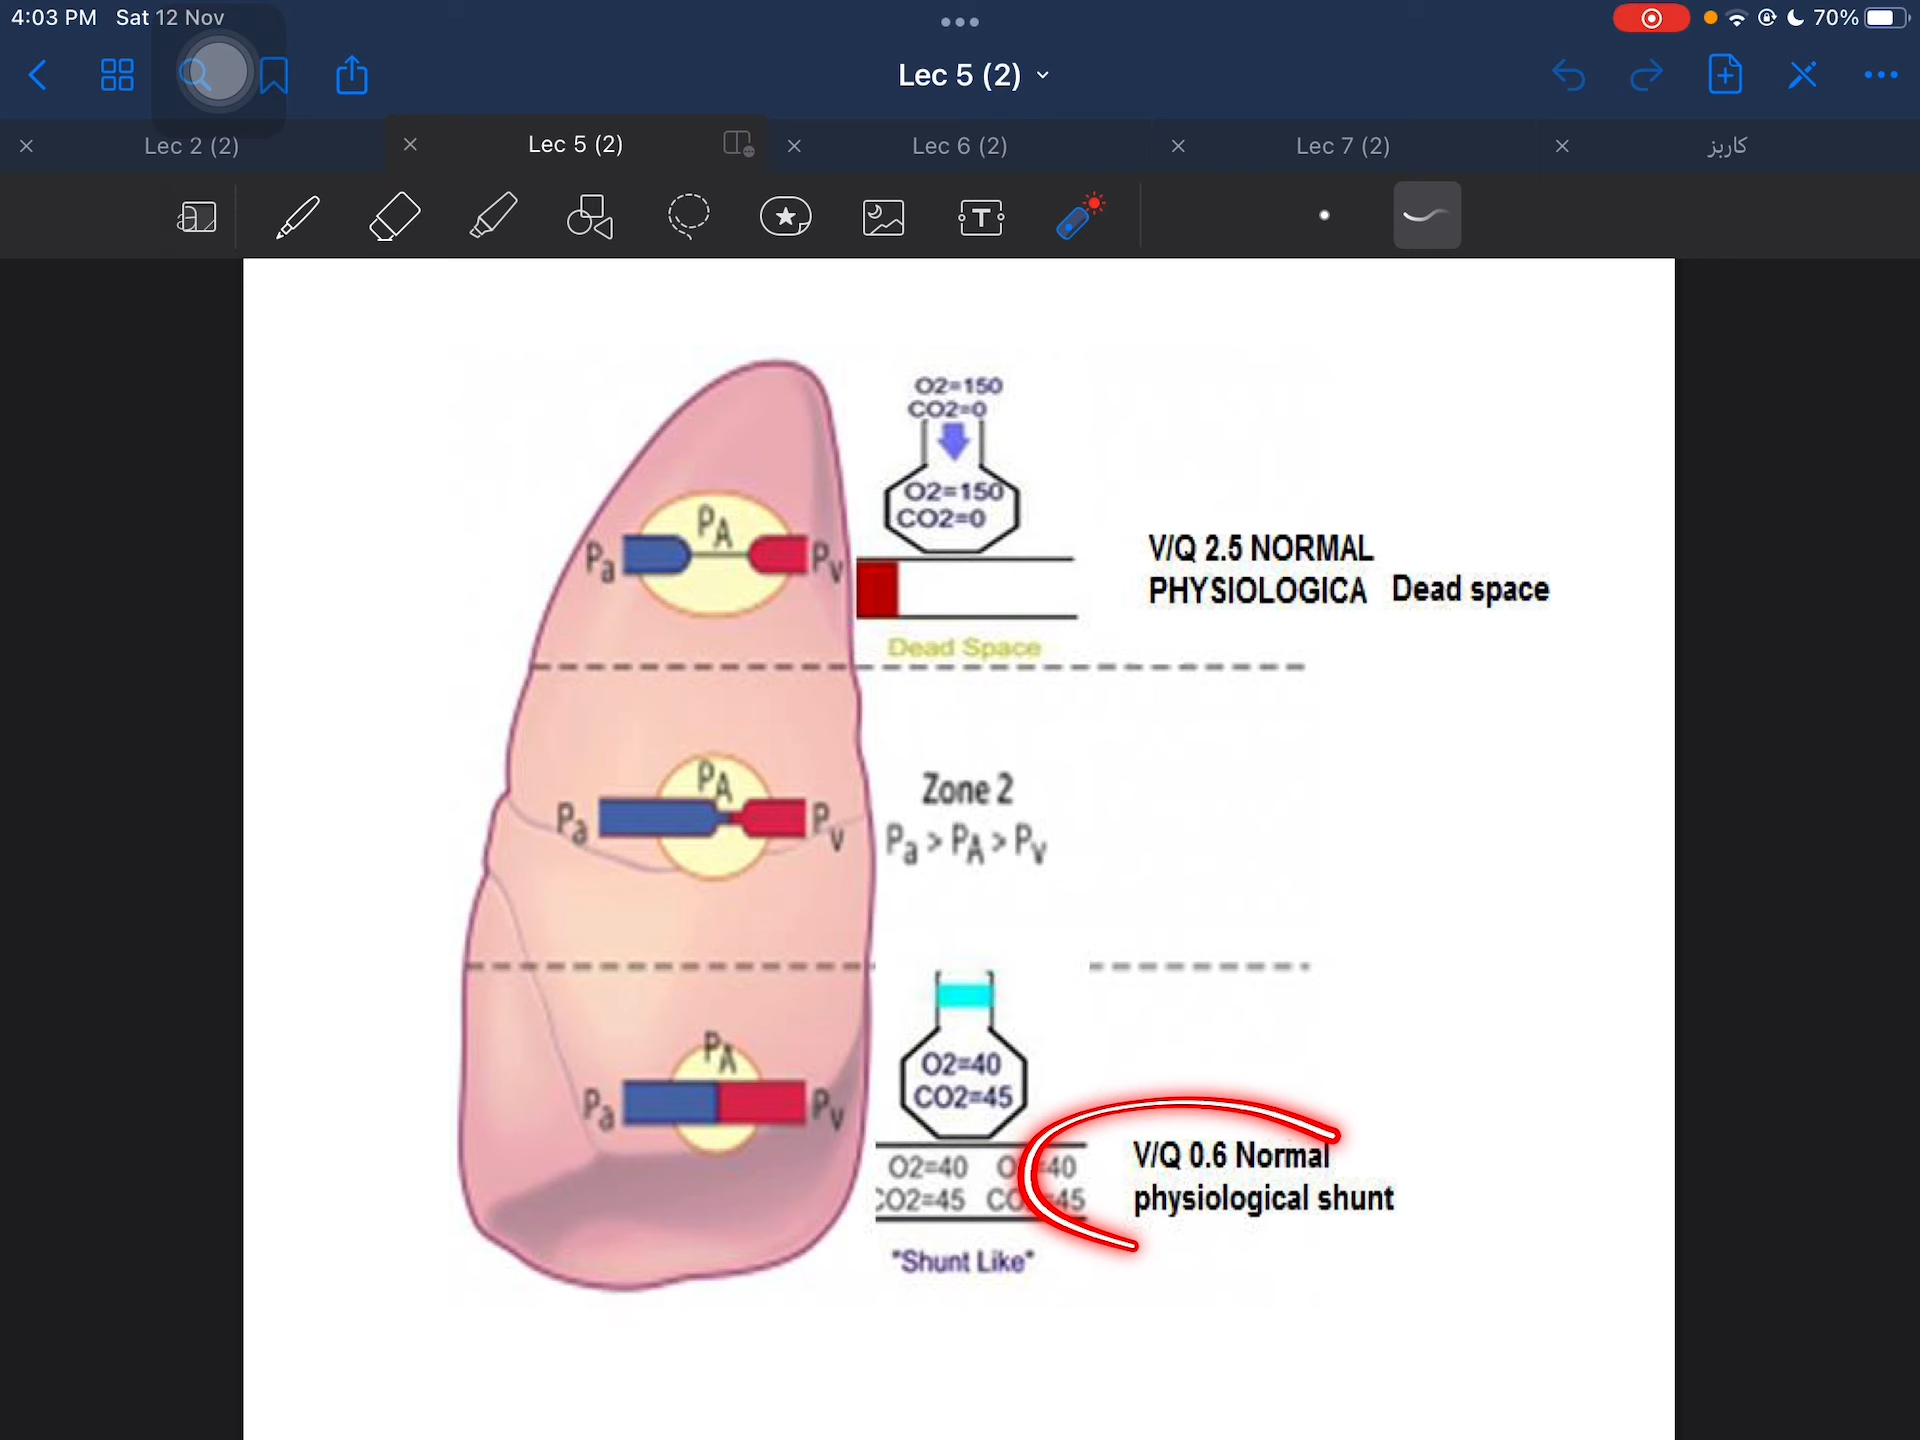 4:03 PM Sat 12 Nov
70%
Lec 5 (2)
Lec 2 (2)
Lec 5 (2)
Lec 6 (2)
Lec 7 (2)
كاربز
O2=150
CO2=0
O2=150
CO2=0
PA
Pa
Pv
V/Q 2.5 NORMAL
PHYSIOLOGICA Dead space
Dead Space
PA
Pa
Pv
Zone 2
Pa > PA > Pv
O2=40
CO2=45
PA
Pa
Pv
O2=40
CO2=45
V/Q 0.6 Normal
physiological shunt
"Shunt Like"